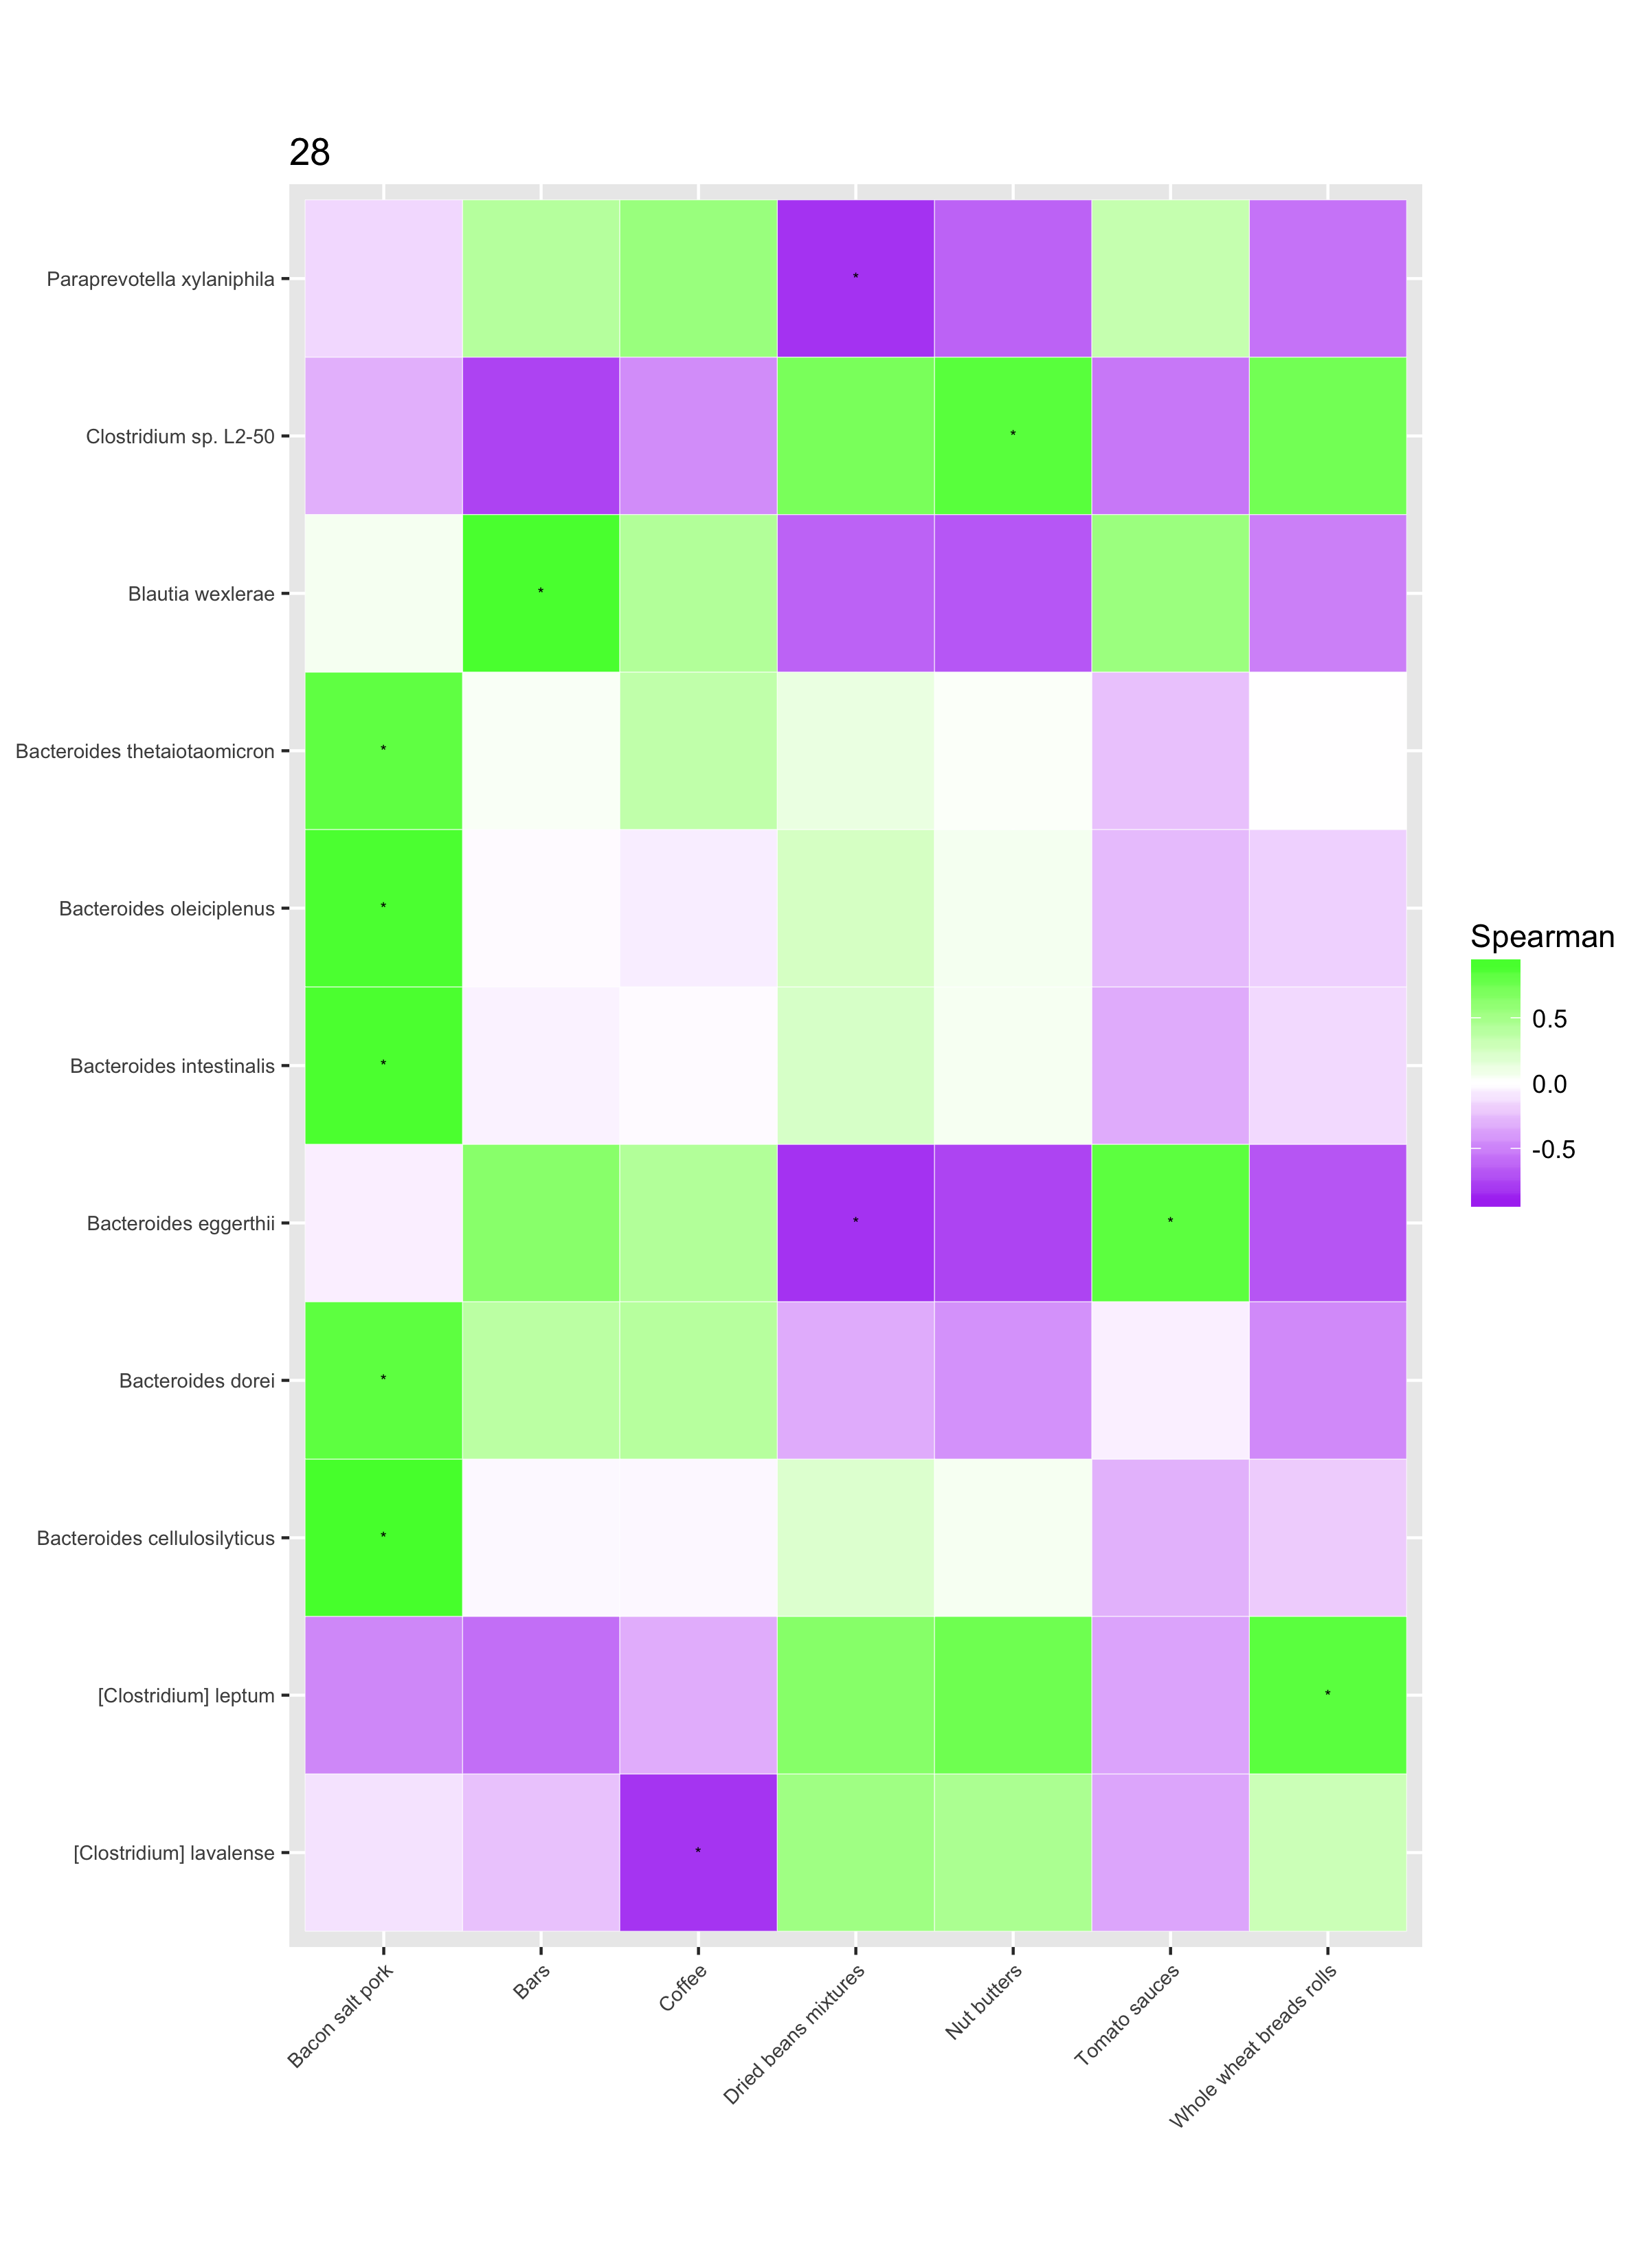 28
Paraprevotella xylaniphila
*
Clostridium sp. L2-50
*
Blautia wexlerae
*
Bacteroides thetaiotaomicron
*
Bacteroides oleiciplenus
*
Bacteroides intestinalis
*
Bacteroides eggerthii
* *
Bacteroides dorei
*
Bacteroides cellulosilyticus
*
[Clostridium] leptum
*
[Clostridium] lavalense
*
Bacon salt pork
Bars
Coffee
Dried beans mixtures
Nut butters
Tomato sauces
Whole wheat breads rolls
Spearman
0.5
0.0
-0.5